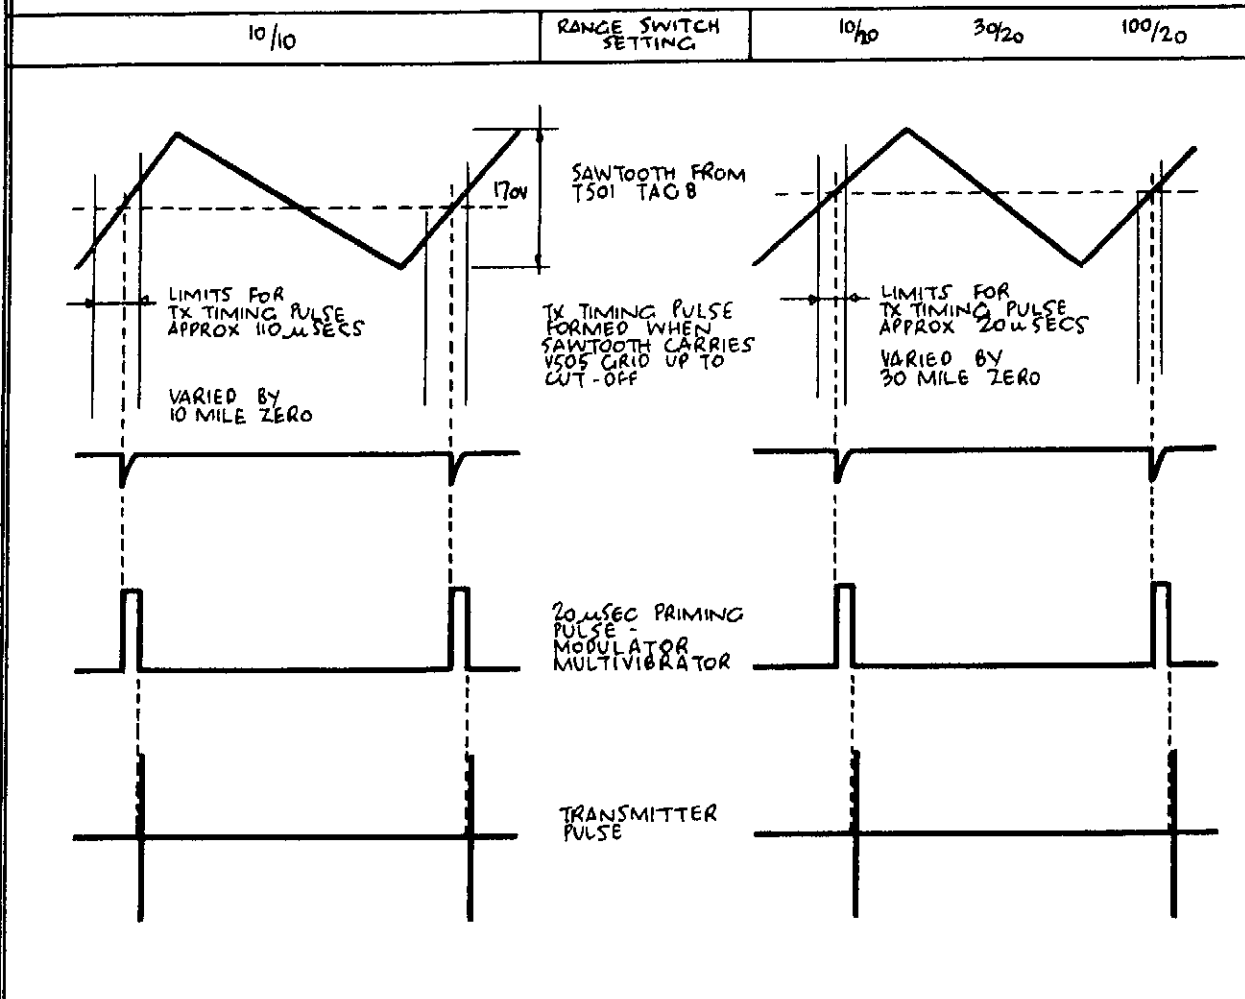 10/10
RANGE SWITCH
SETTING
10/20
30/20
100/20
170V
SAWTOOTH FROM
T501 TAG 8
LIMITS FOR
TX TIMING PULSE
APPROX 110 µSECS
VARIED BY
10 MILE ZERO
TX TIMING PULSE
FORMED WHEN
SAWTOOTH CARRIES
V505 GRID UP TO
CUT-OFF
LIMITS FOR
TX TIMING PULSE
APPROX 20 µSECS
VARIED BY
30 MILE ZERO
20 µSEC PRIMING
PULSE -
MODULATOR
MULTIVIBRATOR
TRANSMITTER
PULSE